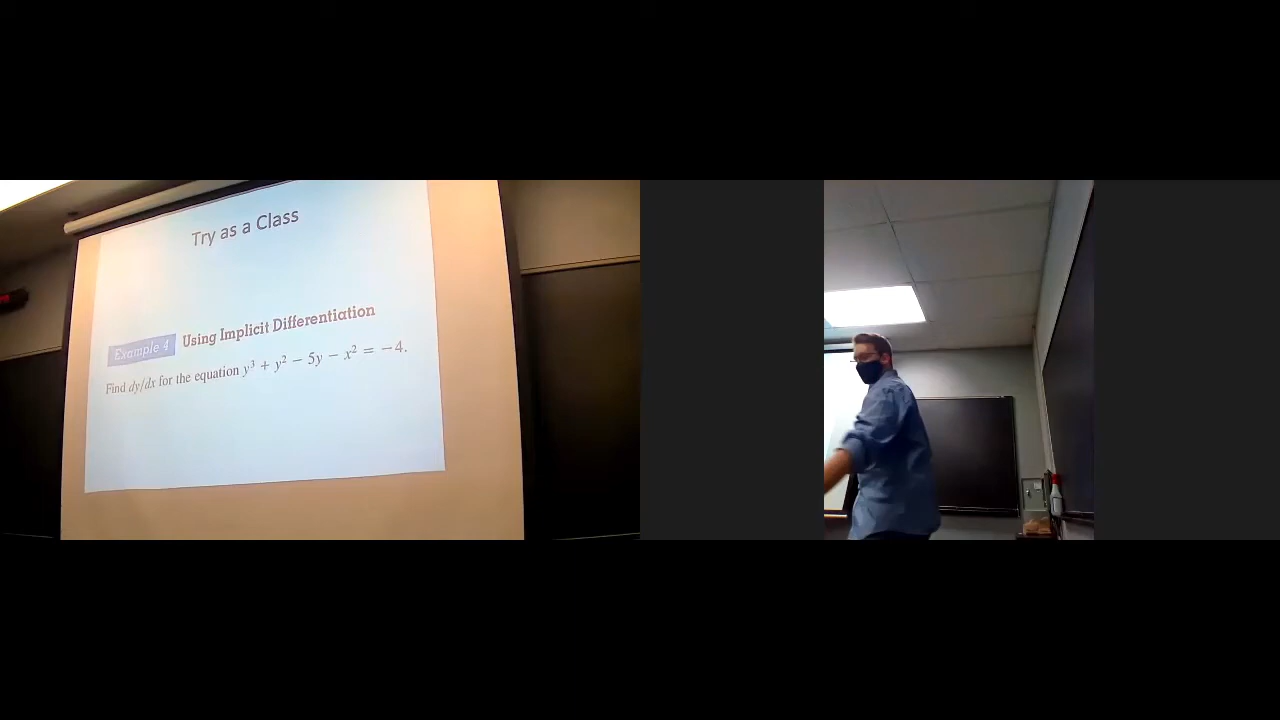 Try as a Class
Example 4 Using Implicit Differentiation
Find dy/dx for the equation y³ + y² − 5y − x² = −4.